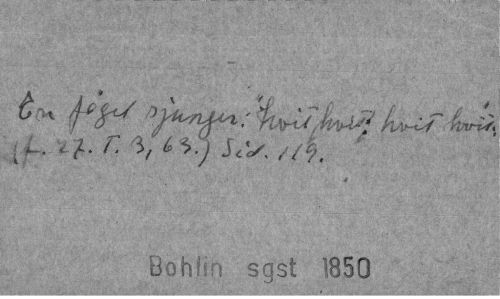 En fågel sjunger: "hvit, hvit, hvit hvit.
(f. 27. T. 3, 63.) Sid. 119.
Bohlin sgst 1850